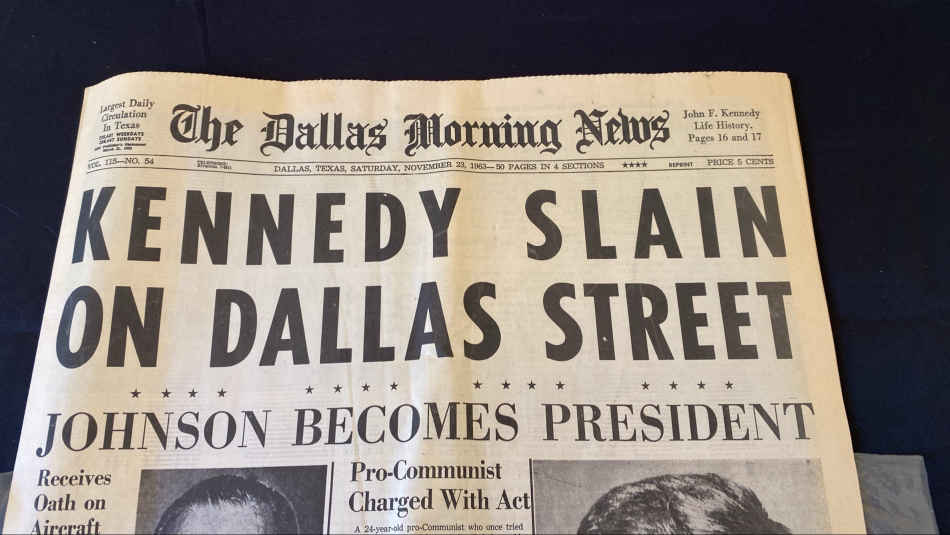 Largest Daily
Circulation
In Texas
The Dallas Morning News
John F. Kennedy
Life History,
Pages 16 and 17
VOL. 115—NO. 54
DALLAS, TEXAS, SATURDAY, NOVEMBER 23, 1963—50 PAGES IN 4 SECTIONS ★★★★ REPRINT PRICE 5 CENTS
KENNEDY SLAIN
ON DALLAS STREET
★ ★ ★ ★ ★ ★ ★ ★ ★ ★ ★ ★ ★ ★ ★ ★
JOHNSON BECOMES PRESIDENT
Receives
Oath on
Aircraft
Pro-Communist
Charged With Act
A 24-year-old pro-Communist who once tried